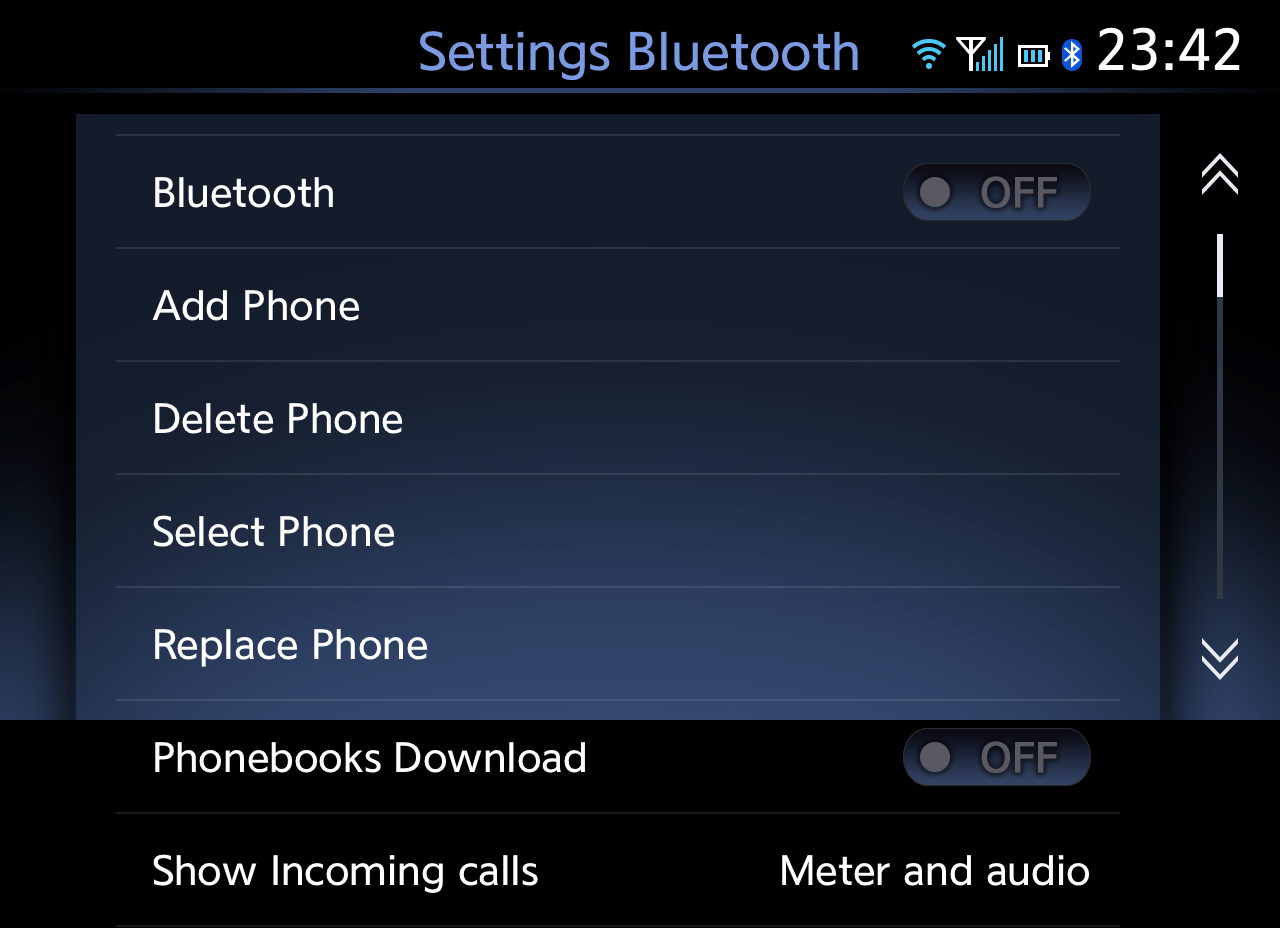 Settings Bluetooth 23:42
Bluetooth OFF
Add Phone
Delete Phone
Select Phone
Replace Phone
Phonebooks Download OFF
Show Incoming calls Meter and audio